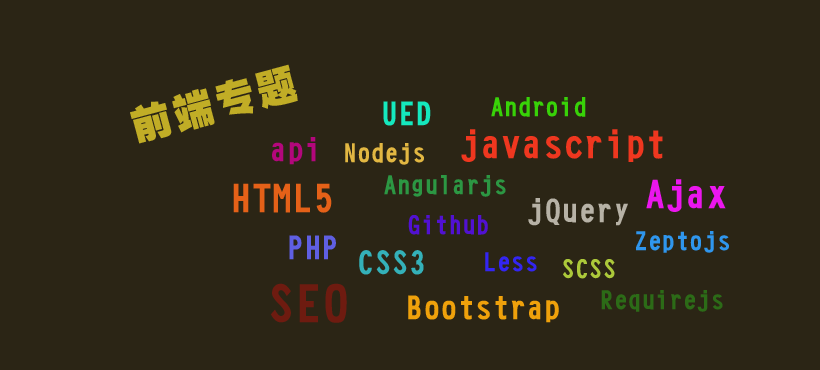 前端专题
UED
Android
api
Nodejs
javascript
HTML5
Angularjs
jQuery
Ajax
Github
PHP
CSS3
Less
SCSS
Zeptojs
SEO
Bootstrap
Requirejs